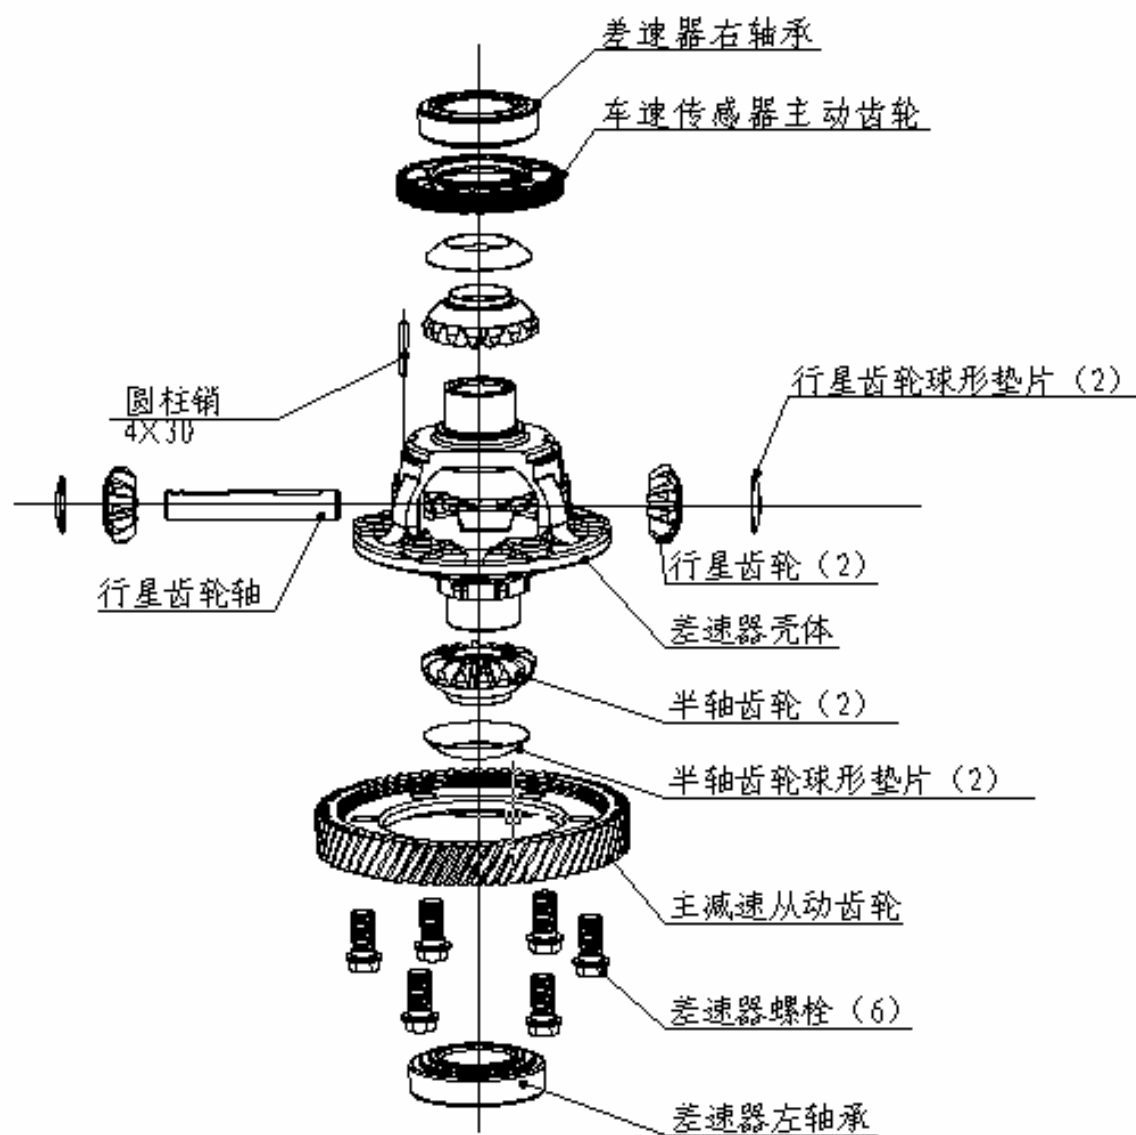 差速器右轴承
车速传感器主动齿轮
行星齿轮球形垫片（2）
圆柱销
4X30
行星齿轮（2）
行星齿轮轴
差速器壳体
半轴齿轮（2）
半轴齿轮球形垫片（2）
主减速从动齿轮
差速器螺栓（6）
差速器左轴承